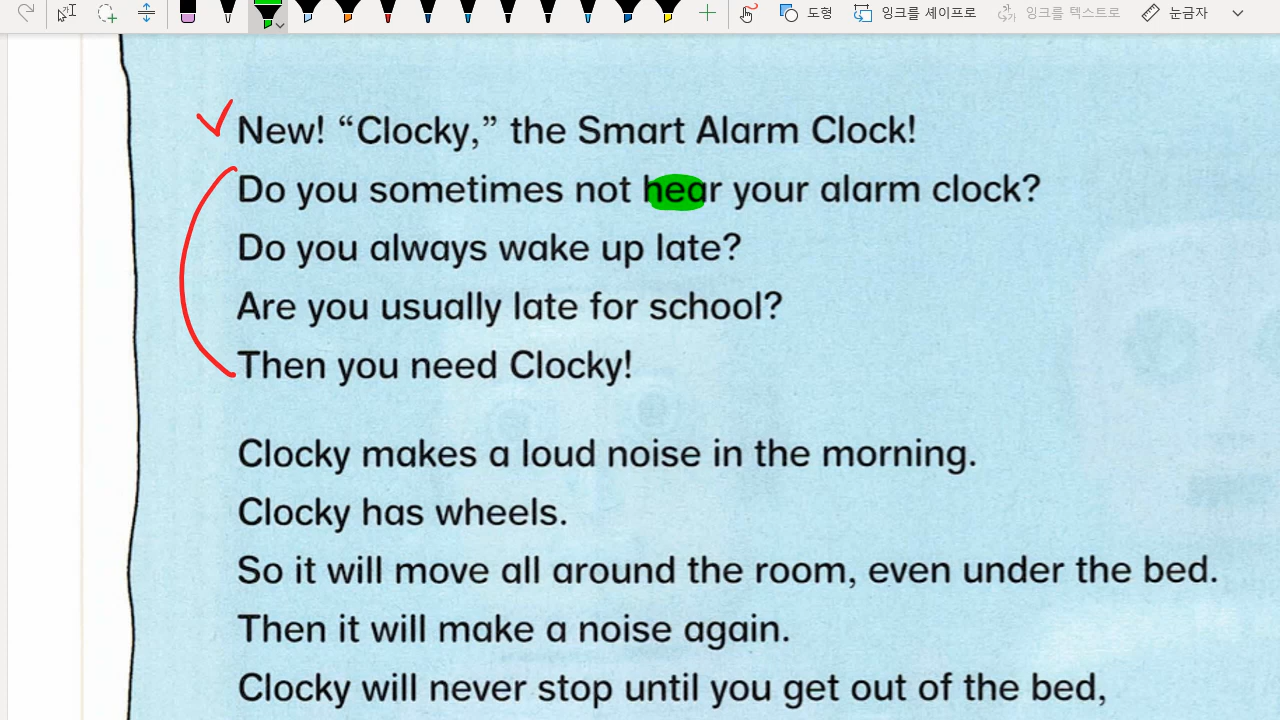 도형 잉크를 셰이프로 잉크를 텍스트로 눈금자
New! “Clocky,” the Smart Alarm Clock!
Do you sometimes not hear your alarm clock?
Do you always wake up late?
Are you usually late for school?
Then you need Clocky!
Clocky makes a loud noise in the morning.
Clocky has wheels.
So it will move all around the room, even under the bed.
Then it will make a noise again.
Clocky will never stop until you get out of the bed,